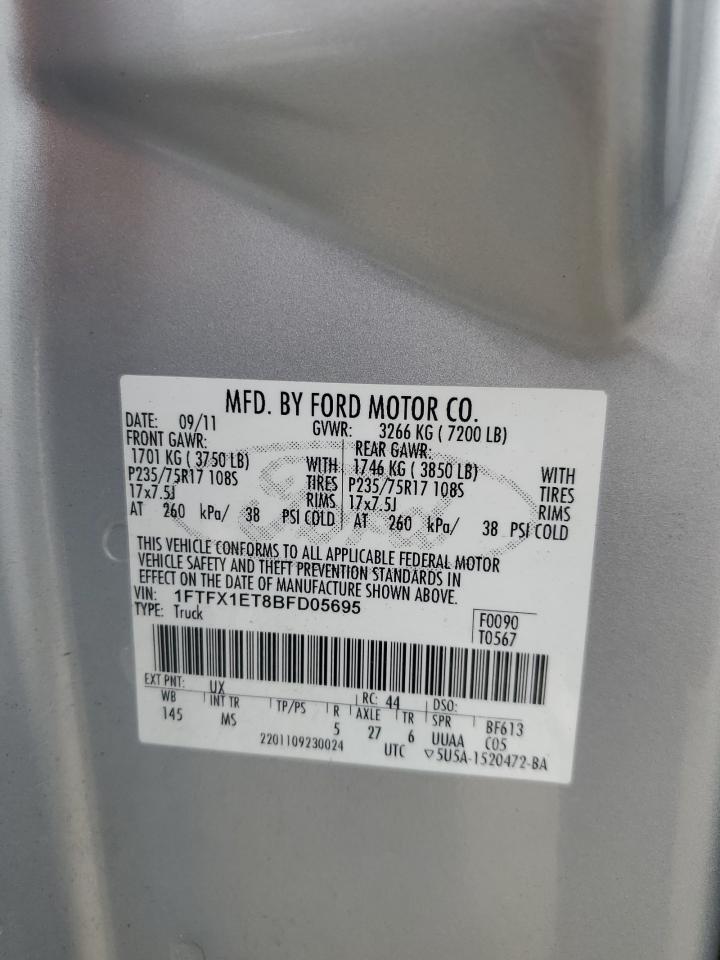 MFD. BY FORD MOTOR CO.
DATE: 09/11 GVWR: 3266 KG ( 7200 LB)
FRONT GAWR: REAR GAWR:
1701 KG ( 3750 LB) WITH 1746 KG ( 3850 LB) WITH
P235/75R17 108S TIRES P235/75R17 108S TIRES
17x7.5J RIMS 17x7.5J RIMS
AT 260 kPa/ 38 PSI COLD AT 260 kPa/ 38 PSI COLD
THIS VEHICLE CONFORMS TO ALL APPLICABLE FEDERAL MOTOR
VEHICLE SAFETY AND THEFT PREVENTION STANDARDS IN
EFFECT ON THE DATE OF MANUFACTURE SHOWN ABOVE.
VIN: 1FTFX1ET8BFD05695 F0090
TYPE: Truck T0567
EXT PNT: UX RC: 44 DSO:
WB INT TR TP/PS R AXLE TR SPR BF613
145 MS 5 27 6 UUAA C05
2201109230024 UTC ▽5U5A-1520472-BA
Ford